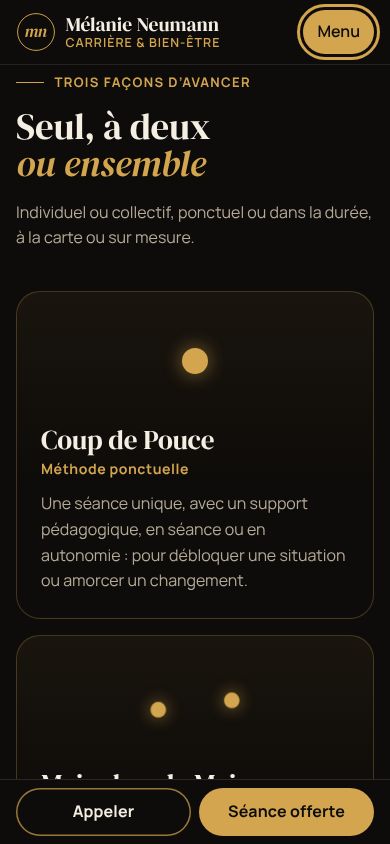 mn
Mélanie Neumann
CARRIÈRE & BIEN-ÊTRE
Menu
TROIS FAÇONS D’AVANCER
Seul, à deux
ou ensemble
Individuel ou collectif, ponctuel ou dans la durée,
à la carte ou sur mesure.
Coup de Pouce
Méthode ponctuelle
Une séance unique, avec un support
pédagogique, en séance ou en
autonomie : pour débloquer une situation
ou amorcer un changement.
Appeler
Séance offerte